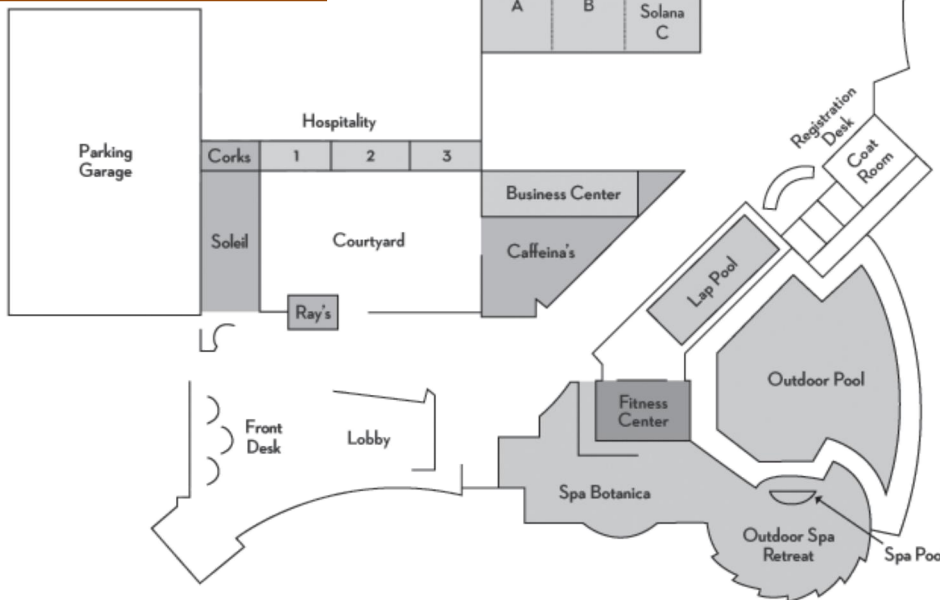 A
B
Solana
C
Hospitality
Parking
Garage
Corks
1
2
3
Registration
Desk
Coat
Room
Business Center
Soleil
Courtyard
Caffeina's
Lap Pool
Ray's
Outdoor Pool
Fitness
Center
Front
Desk
Lobby
Spa Botanica
Outdoor Spa
Retreat
Spa Poo